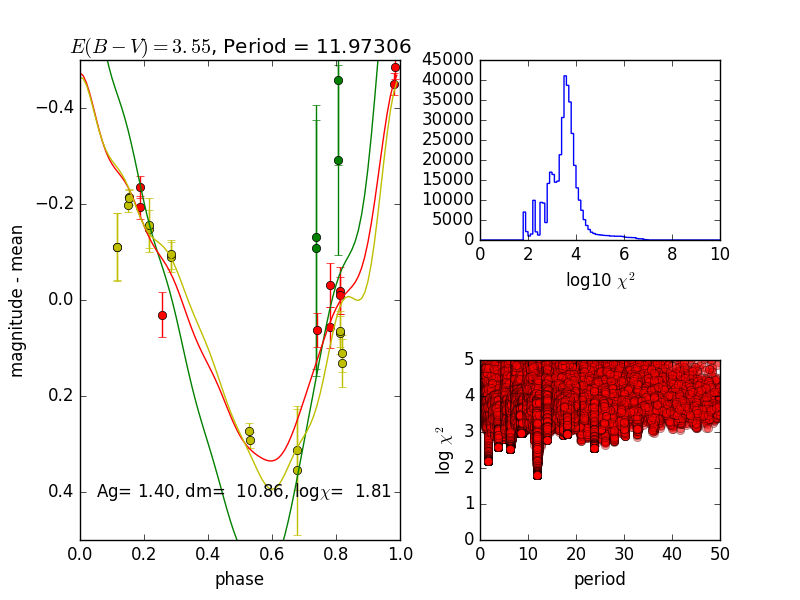 E(B − V) = 3.55, Period = 11.97306
−0.4
−0.2
0.0
0.2
0.4
magnitude - mean
Ag= 1.40, dm= 10.86, logχ= 1.81
0.0 0.2 0.4 0.6 0.8 1.0
phase
45000
40000
35000
30000
25000
20000
15000
10000
5000
0
0 2 4 6 8 10
log10 χ²
5
4
3
2
1
0
log χ²
0 10 20 30 40 50
period